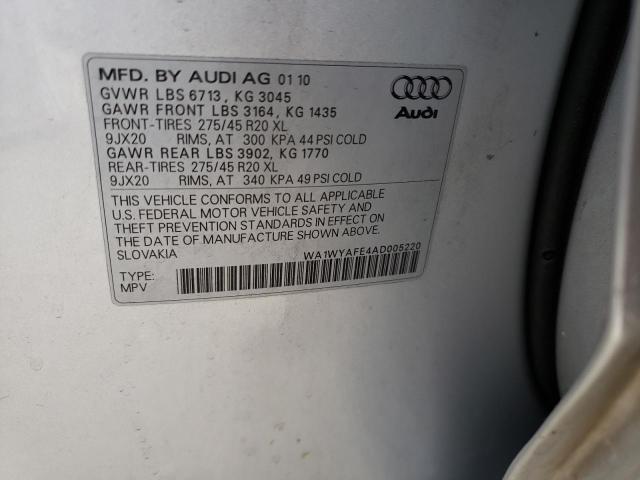 MFD. BY AUDI AG 01 10
GVWR LBS 6713 , KG 3045
GAWR FRONT LBS 3164, KG 1435
FRONT-TIRES 275/45 R20 XL
9JX20 RIMS, AT 300 KPA 44 PSI COLD
GAWR REAR LBS 3902, KG 1770
REAR-TIRES 275/45 R20 XL
9JX20 RIMS, AT 340 KPA 49 PSI COLD
Audi
THIS VEHICLE CONFORMS TO ALL APPLICABLE
U.S. FEDERAL MOTOR VEHICLE SAFETY AND
THEFT PREVENTION STANDARDS IN EFFECT ON
THE DATE OF MANUFACTURE SHOWN ABOVE.
SLOVAKIA WA1WYAFE4AD005220
TYPE:
MPV